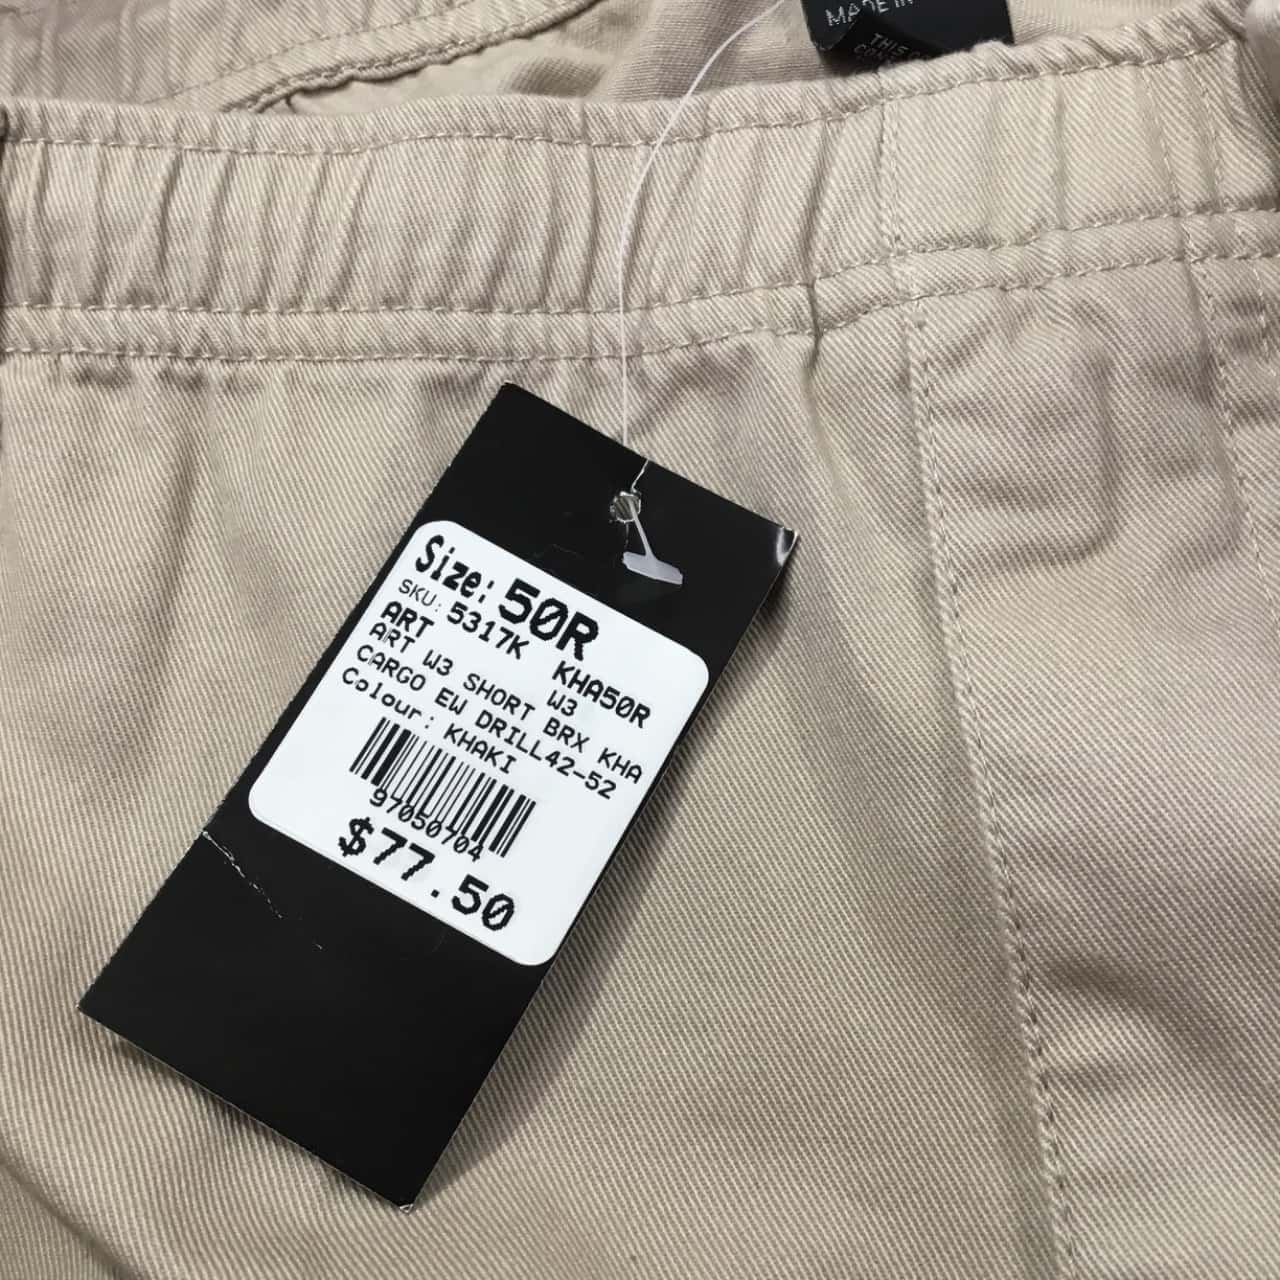 MADE IN
THIS
Size: 50R
SKU: 5317K KHA50R
ART W3
ART W3 SHORT BRX KHA
CARGO EW DRILL42-52
Colour: KHAKI
97050704
$77.50